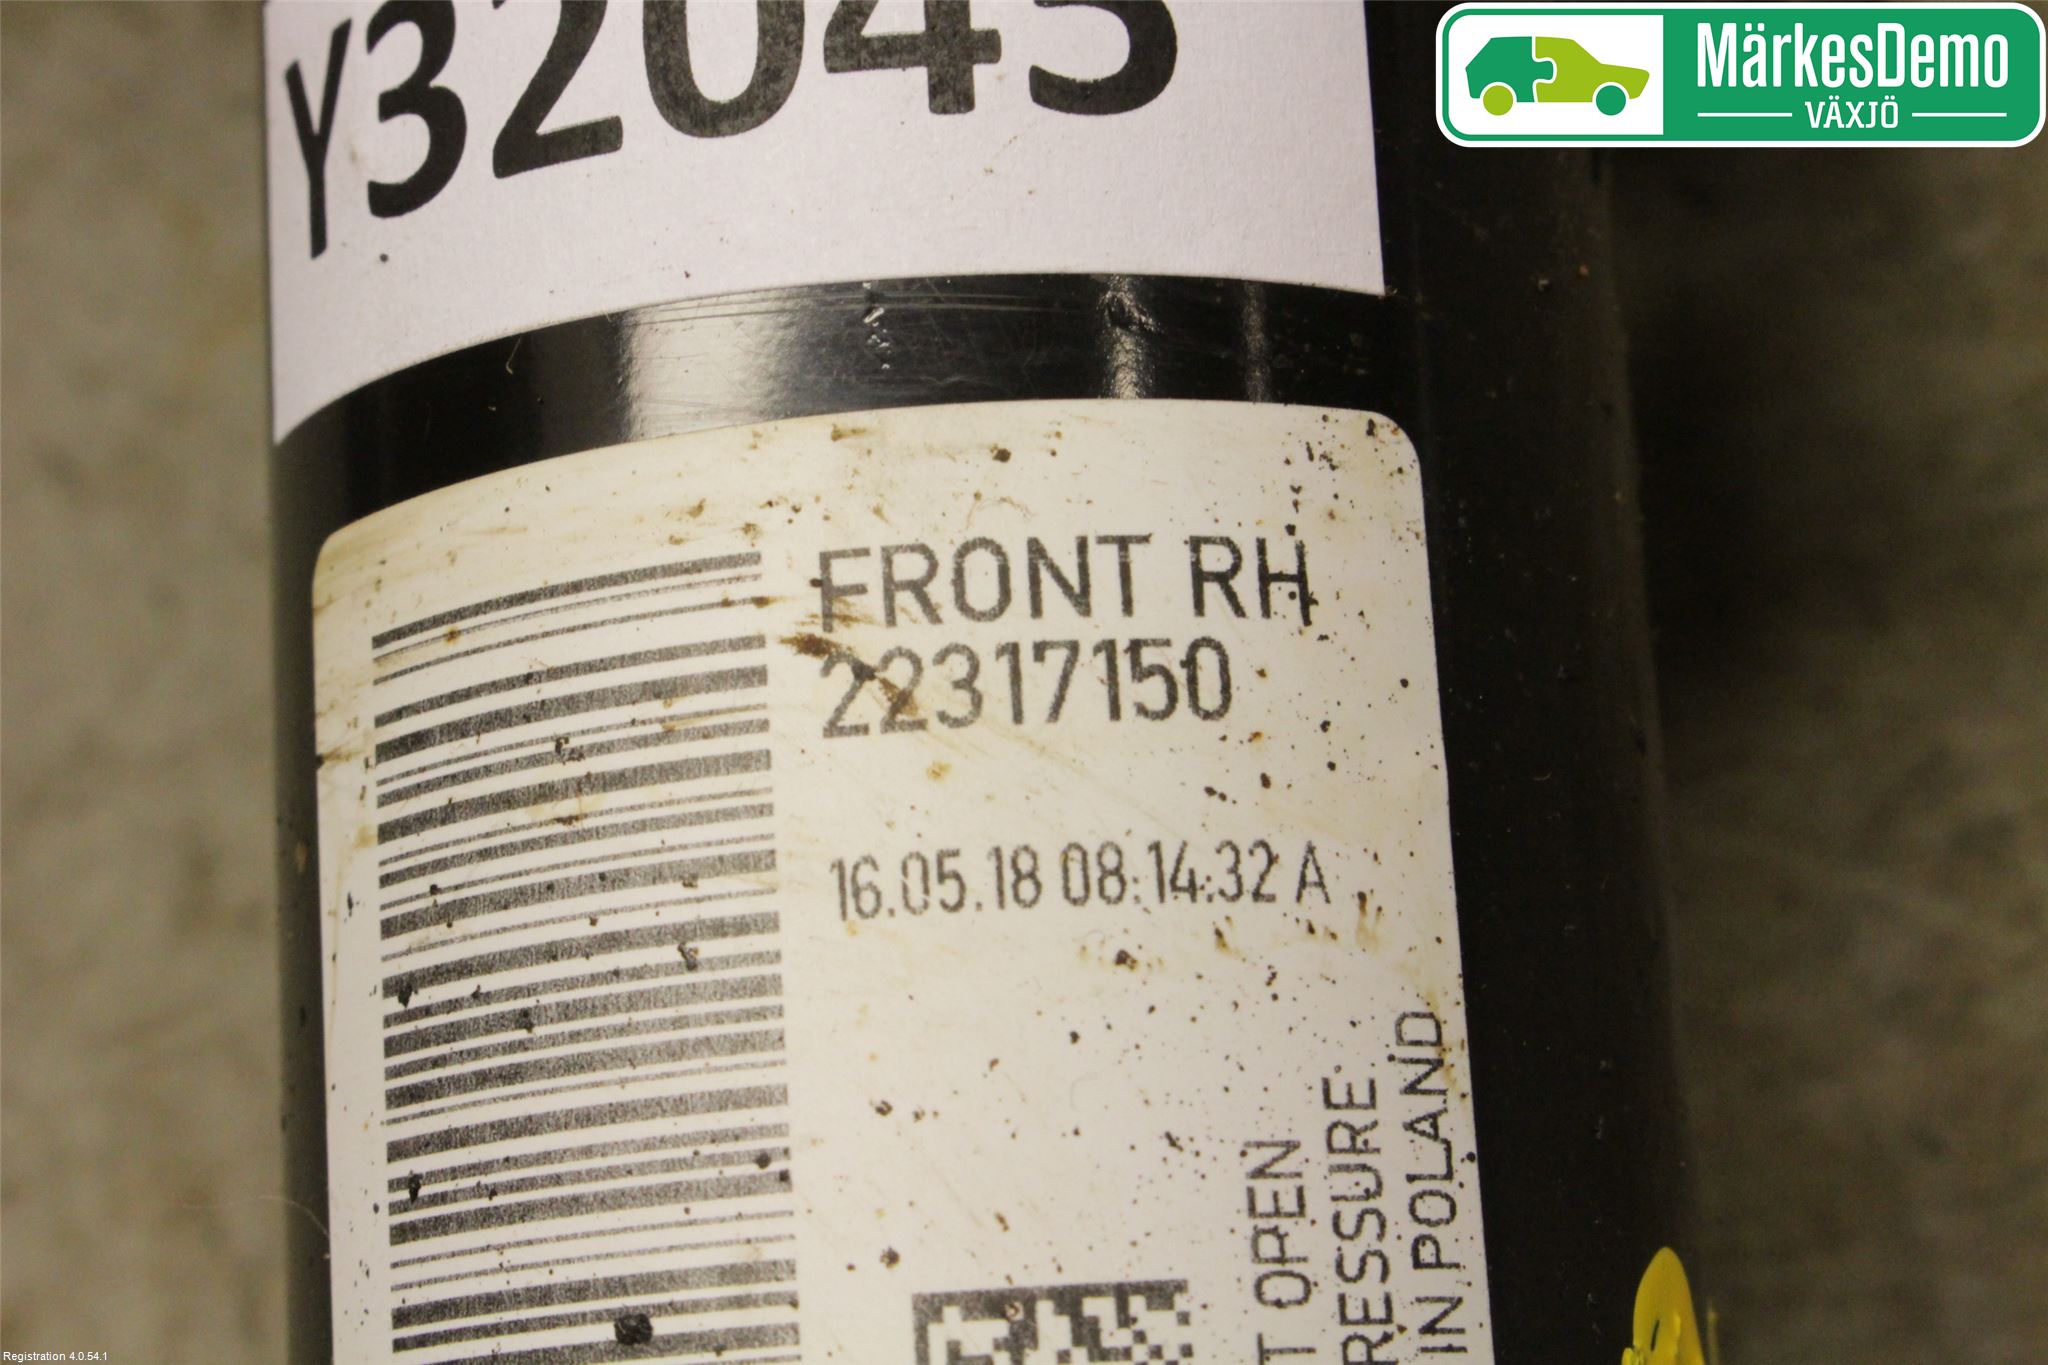 Y32043
MärkesDemo
VÄXJÖ
FRONT RH
22317150
16.05.18 08:14:32 A
T OPEN
RESSURE
IN POLAND
Registration 4.0.54.1